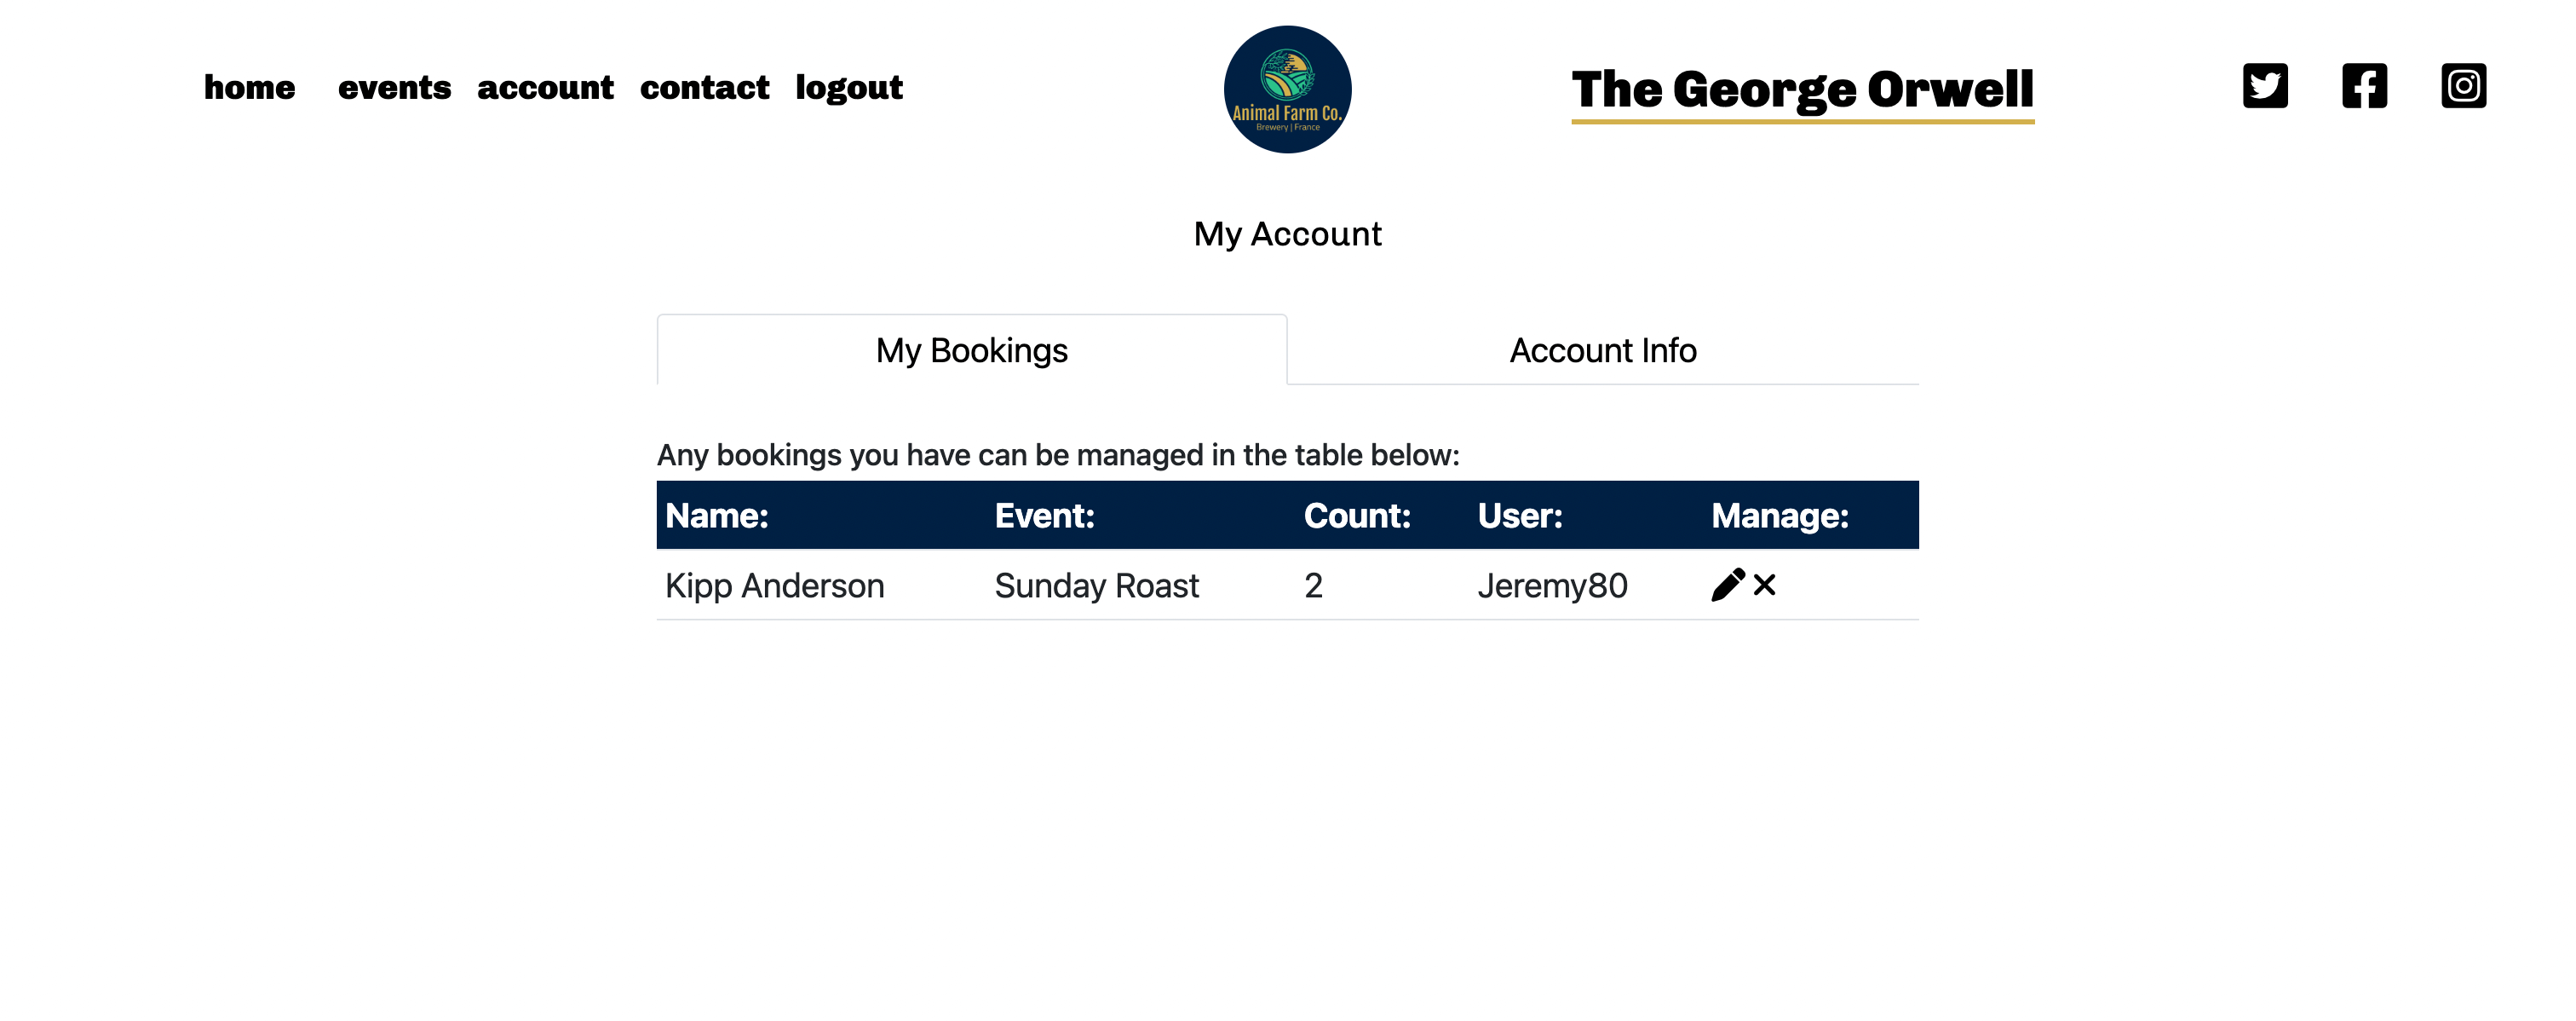 home events account contact logout
Animal Farm Co.
Brewery | France
The George Orwell
My Account
My Bookings Account Info
Any bookings you have can be managed in the table below:
Name: Event: Count: User: Manage:
Kipp Anderson Sunday Roast 2 Jeremy80